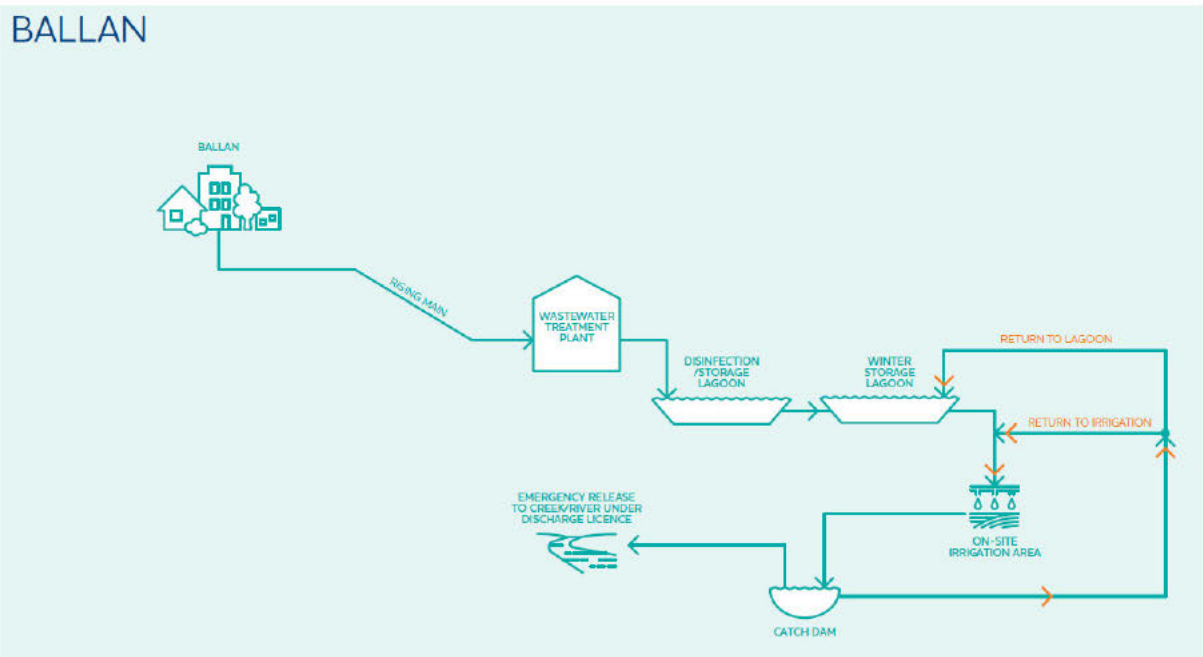 BALLAN
BALLAN
RISING MAIN
WASTEWATER
TREATMENT
PLANT
DISINFECTION
/STORAGE
LAGOON
WINTER
STORAGE
LAGOON
RETURN TO LAGOON
RETURN TO IRRIGATION
EMERGENCY RELEASE
TO CREEK/RIVER UNDER
DISCHARGE LICENCE
ON-SITE
IRRIGATION AREA
CATCH DAM